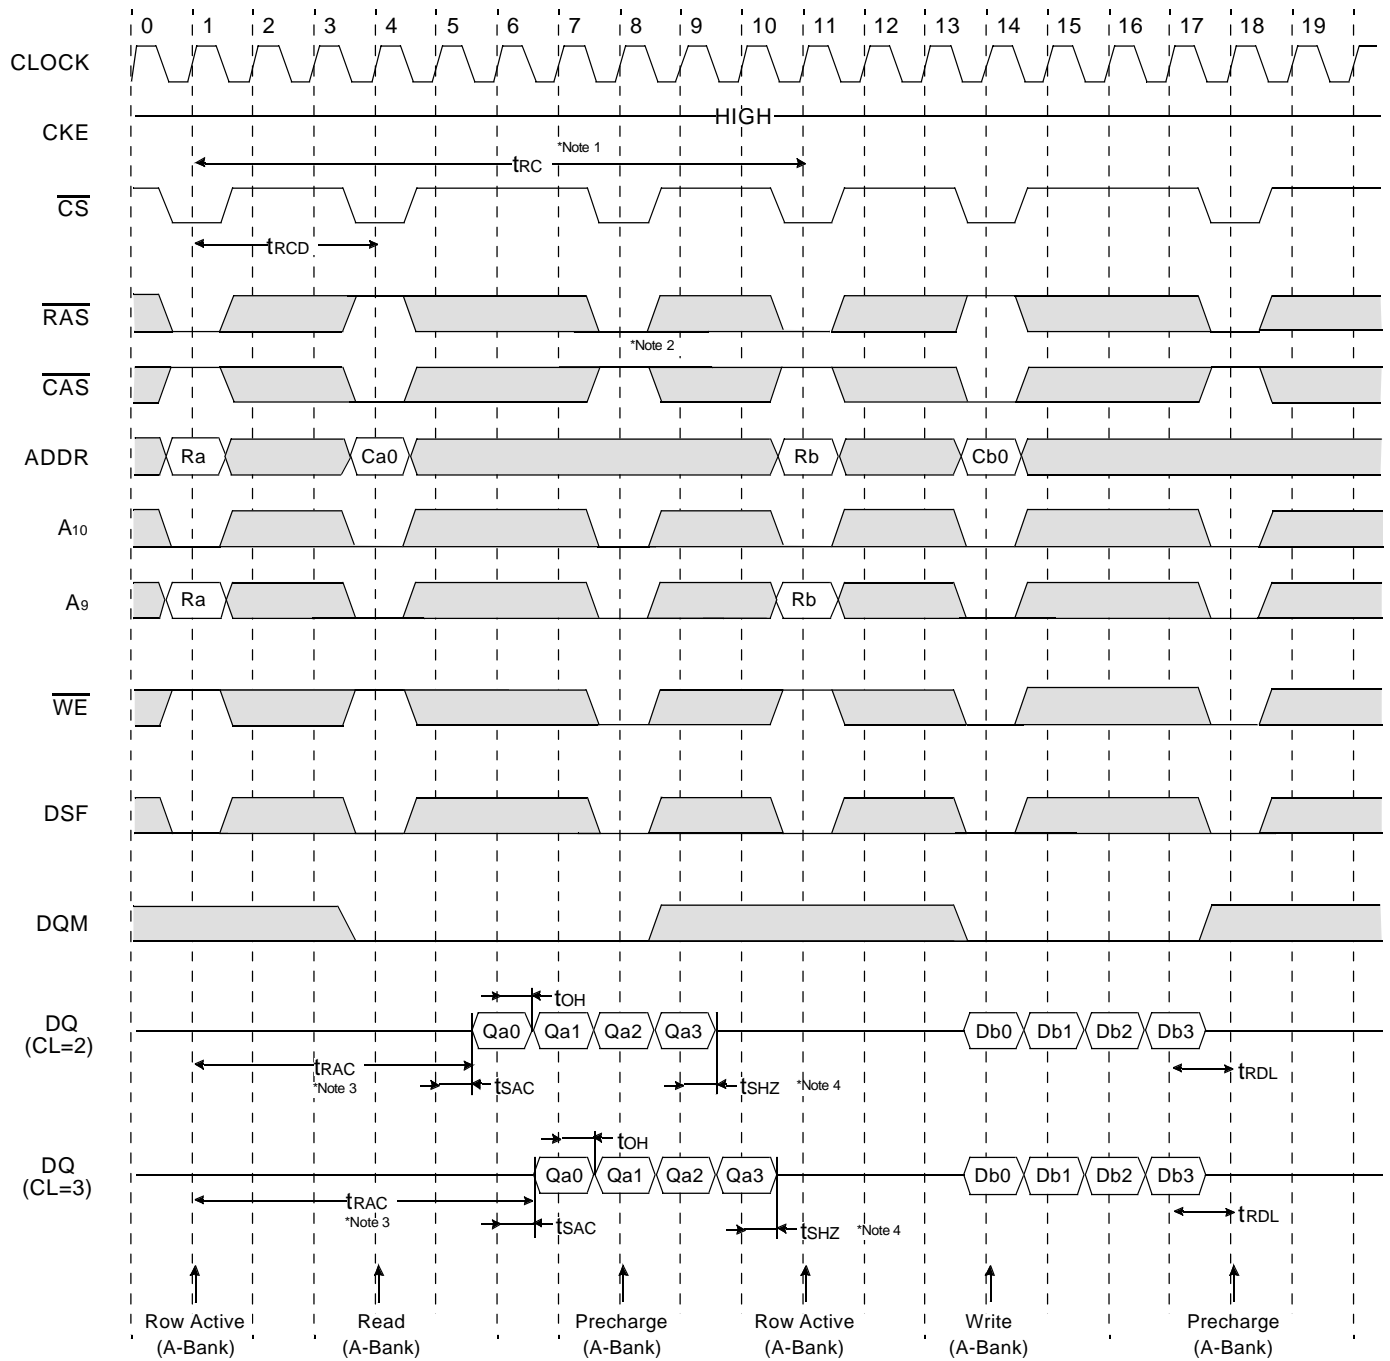 0 1 2 3 4 5 6 7 8 9 10 11 12 13 14 15 16 17 18 19
CLOCK
CKE HIGH
*Note 1
tRC
CS
tRCD
RAS
*Note 2
CAS
ADDR Ra Ca0 Rb Cb0
A10
A9 Ra Rb
WE
DSF
DQM
tOH
DQ Qa0 Qa1 Qa2 Qa3 Db0 Db1 Db2 Db3
(CL=2)
tRAC tSAC tSHZ *Note 4 tRDL
*Note 3
tOH
DQ Qa0 Qa1 Qa2 Qa3 Db0 Db1 Db2 Db3
(CL=3)
tRAC tSAC tSHZ *Note 4 tRDL
*Note 3
Row Active Read Precharge Row Active Write Precharge
(A-Bank) (A-Bank) (A-Bank) (A-Bank) (A-Bank) (A-Bank)